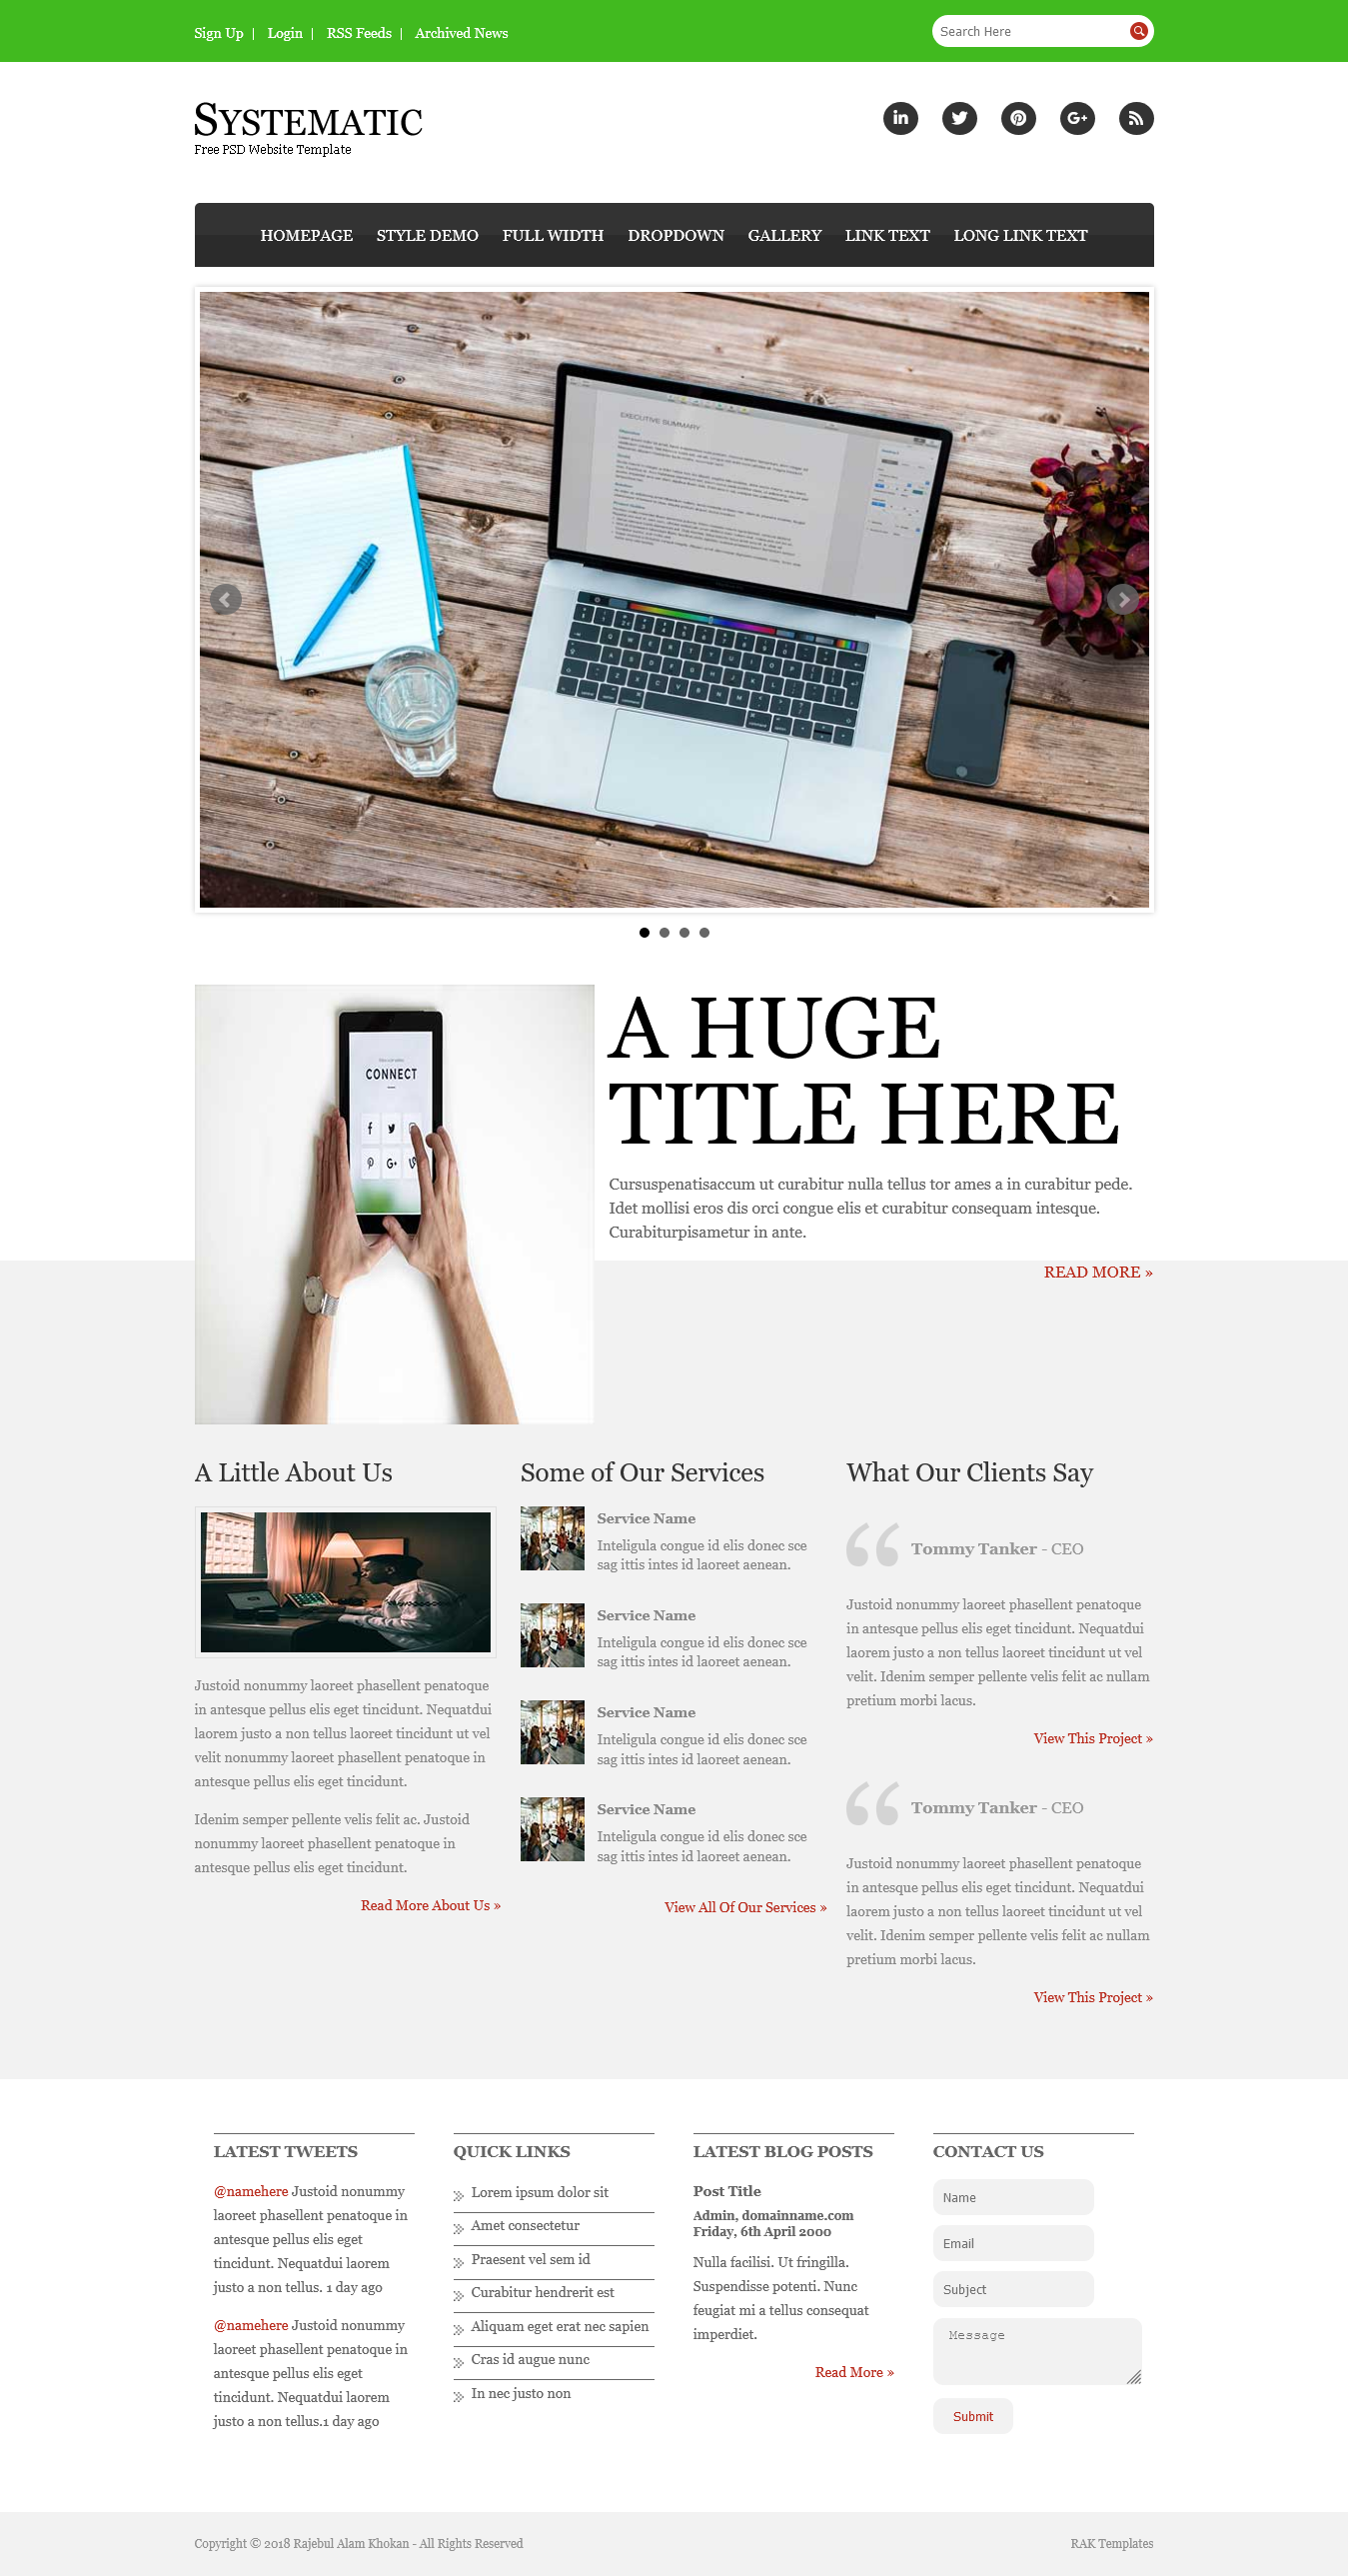 Sign Up | Login | RSS Feeds | Archived News
Search Here
SYSTEMATIC
Free PSD Website Template
HOMEPAGE STYLE DEMO FULL WIDTH DROPDOWN GALLERY LINK TEXT LONG LINK TEXT
EXECUTIVE SUMMARY
CONNECT
A HUGE
TITLE HERE
Cursuspenatisaccum ut curabitur nulla tellus tor ames a in curabitur pede.
Idet mollisi eros dis orci congue elis et curabitur consequam intesque.
Curabiturpisametur in ante.
READ MORE »
A Little About Us
Justoid nonummy laoreet phasellent penatoque
in antesque pellus elis eget tincidunt. Nequatdui
laorem justo a non tellus laoreet tincidunt ut vel
velit nonummy laoreet phasellent penatoque in
antesque pellus elis eget tincidunt.
Idenim semper pellente velis felit ac. Justoid
nonummy laoreet phasellent penatoque in
antesque pellus elis eget tincidunt.
Read More About Us »
Some of Our Services
Service Name
Inteligula congue id elis donec sce
sag ittis intes id laoreet aenean.
Service Name
Inteligula congue id elis donec sce
sag ittis intes id laoreet aenean.
Service Name
Inteligula congue id elis donec sce
sag ittis intes id laoreet aenean.
Service Name
Inteligula congue id elis donec sce
sag ittis intes id laoreet aenean.
View All Of Our Services »
What Our Clients Say
Tommy Tanker - CEO
Justoid nonummy laoreet phasellent penatoque
in antesque pellus elis eget tincidunt. Nequatdui
laorem justo a non tellus laoreet tincidunt ut vel
velit. Idenim semper pellente velis felit ac nullam
pretium morbi lacus.
View This Project »
Tommy Tanker - CEO
Justoid nonummy laoreet phasellent penatoque
in antesque pellus elis eget tincidunt. Nequatdui
laorem justo a non tellus laoreet tincidunt ut vel
velit. Idenim semper pellente velis felit ac nullam
pretium morbi lacus.
View This Project »
LATEST TWEETS
@namehere Justoid nonummy
laoreet phasellent penatoque in
antesque pellus elis eget
tincidunt. Nequatdui laorem
justo a non tellus. 1 day ago
@namehere Justoid nonummy
laoreet phasellent penatoque in
antesque pellus elis eget
tincidunt. Nequatdui laorem
justo a non tellus.1 day ago
QUICK LINKS
Lorem ipsum dolor sit
Amet consectetur
Praesent vel sem id
Curabitur hendrerit est
Aliquam eget erat nec sapien
Cras id augue nunc
In nec justo non
LATEST BLOG POSTS
Post Title
Admin, domainname.com
Friday, 6th April 2000
Nulla facilisi. Ut fringilla.
Suspendisse potenti. Nunc
feugiat mi a tellus consequat
imperdiet.
Read More »
CONTACT US
Name
Email
Subject
Message
Submit
Copyright © 2018 Rajebul Alam Khokan - All Rights Reserved
RAK Templates